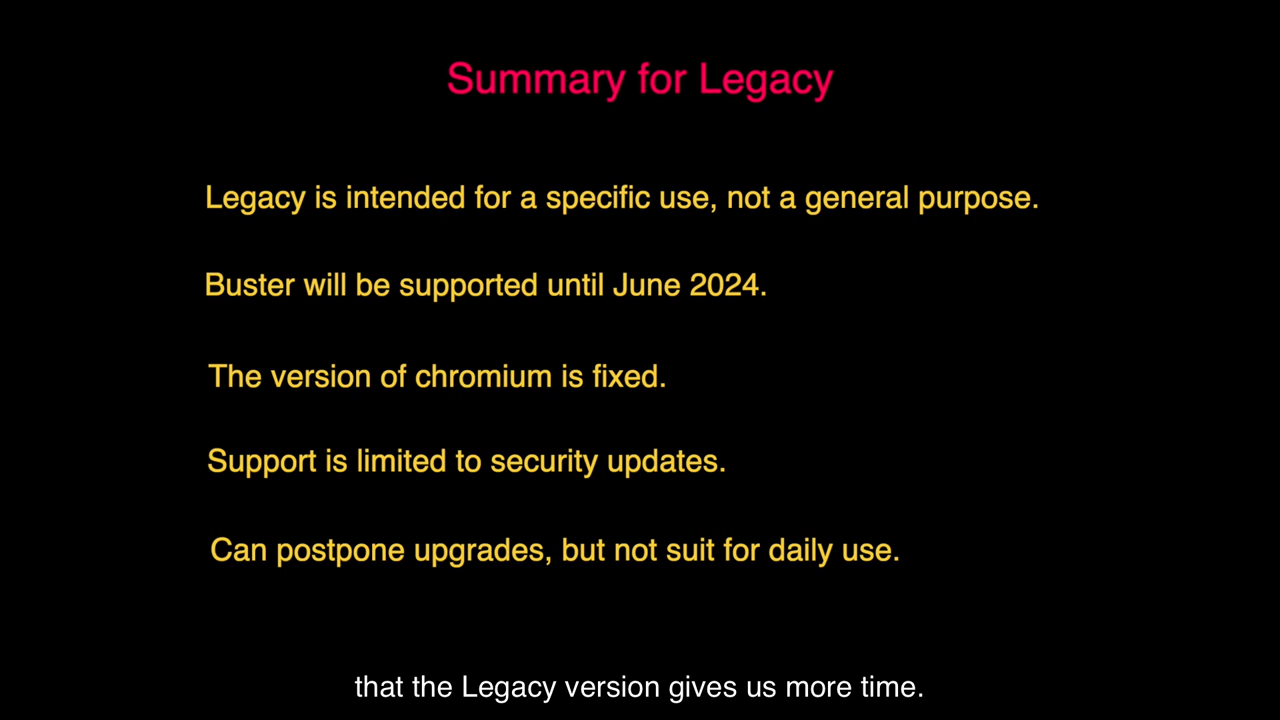 Summary for Legacy
Legacy is intended for a specific use, not a general purpose.
Buster will be supported until June 2024.
The version of chromium is fixed.
Support is limited to security updates.
Can postpone upgrades, but not suit for daily use.
that the Legacy version gives us more time.